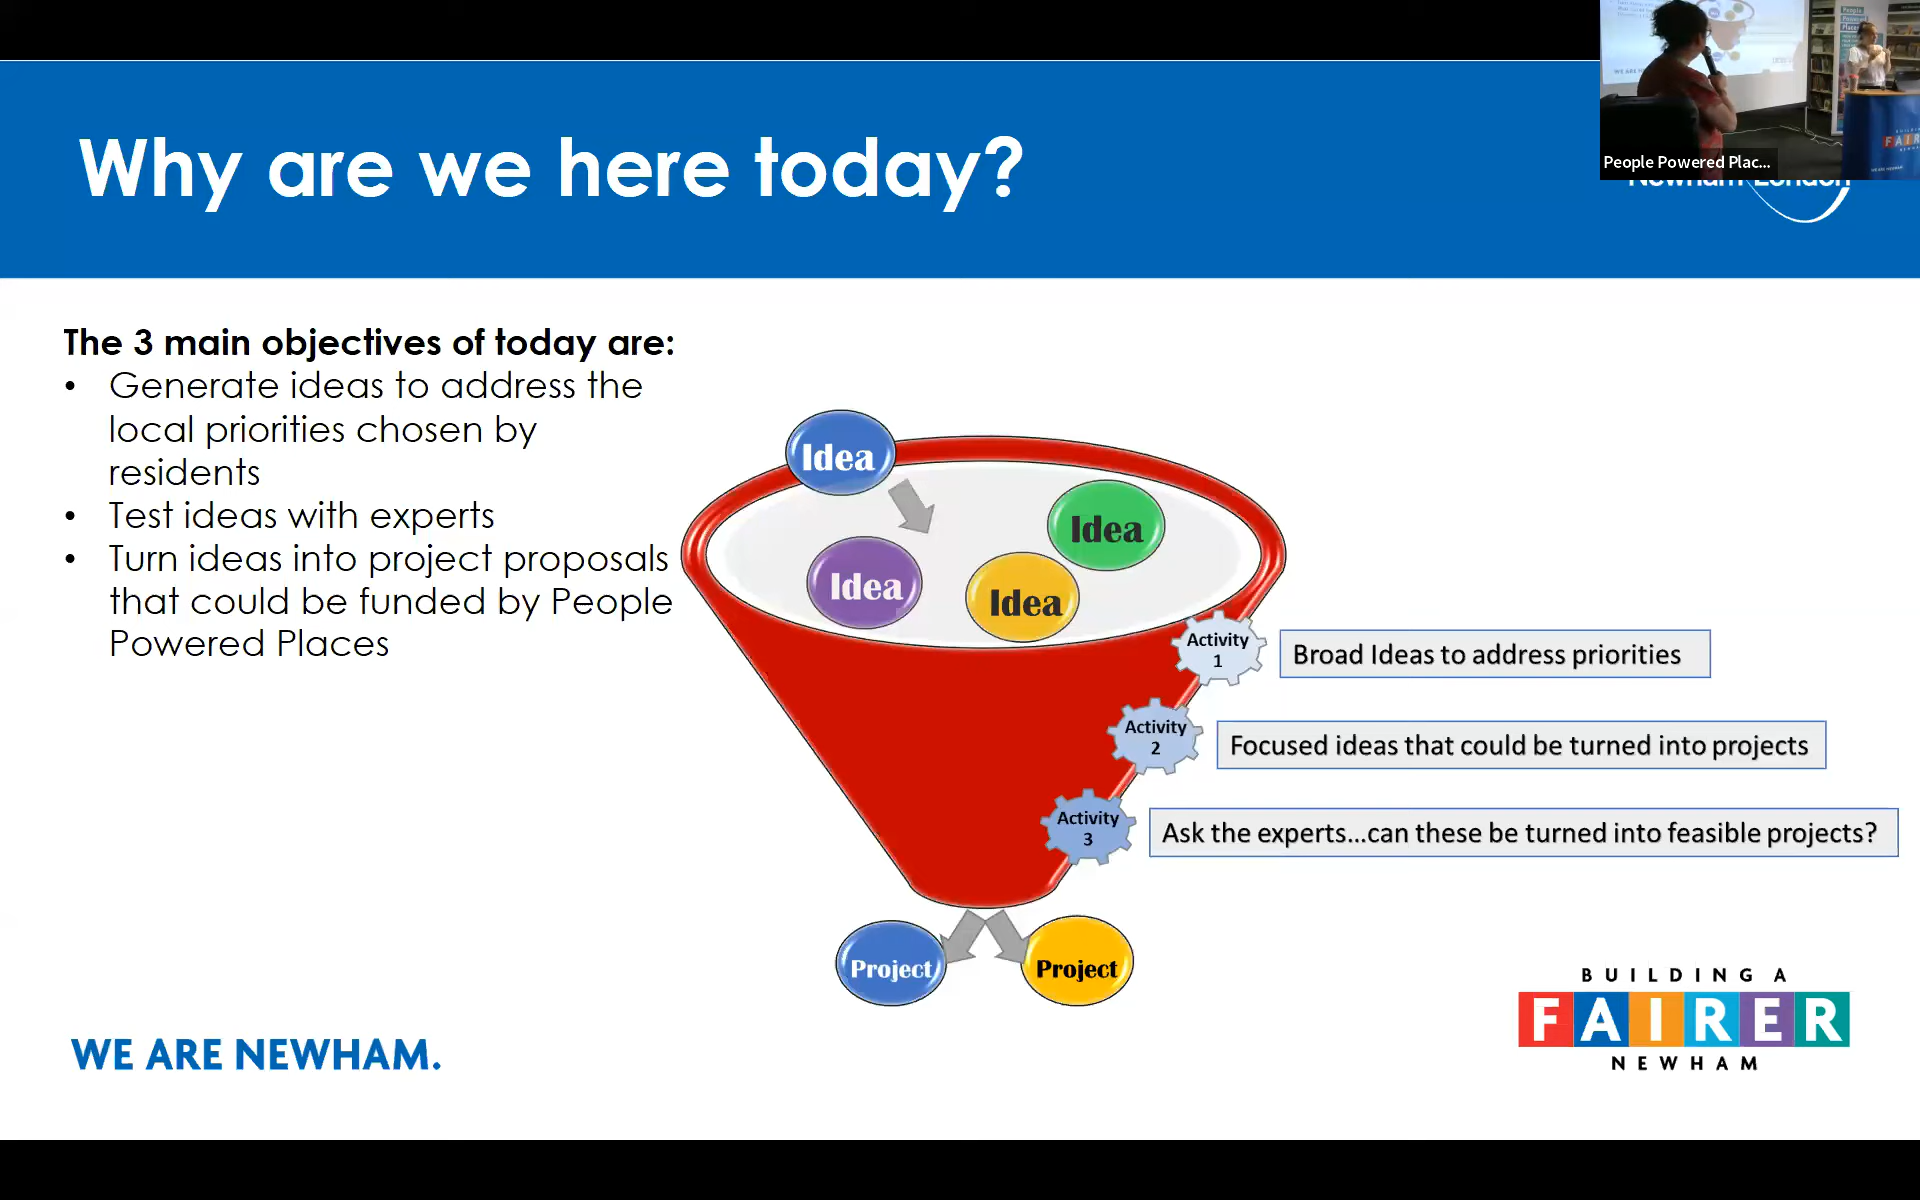 Why are we here today?
People Powered Plac...
Newham London
The 3 main objectives of today are:
• Generate ideas to address the
local priorities chosen by
residents
• Test ideas with experts
• Turn ideas into project proposals
that could be funded by People
Powered Places
Idea
Idea
Idea
Idea
Activity
1
Broad Ideas to address priorities
Activity
2
Focused ideas that could be turned into projects
Activity
3
Ask the experts...can these be turned into feasible projects?
Project
Project
WE ARE NEWHAM.
BUILDING A
FAIRER
NEWHAM